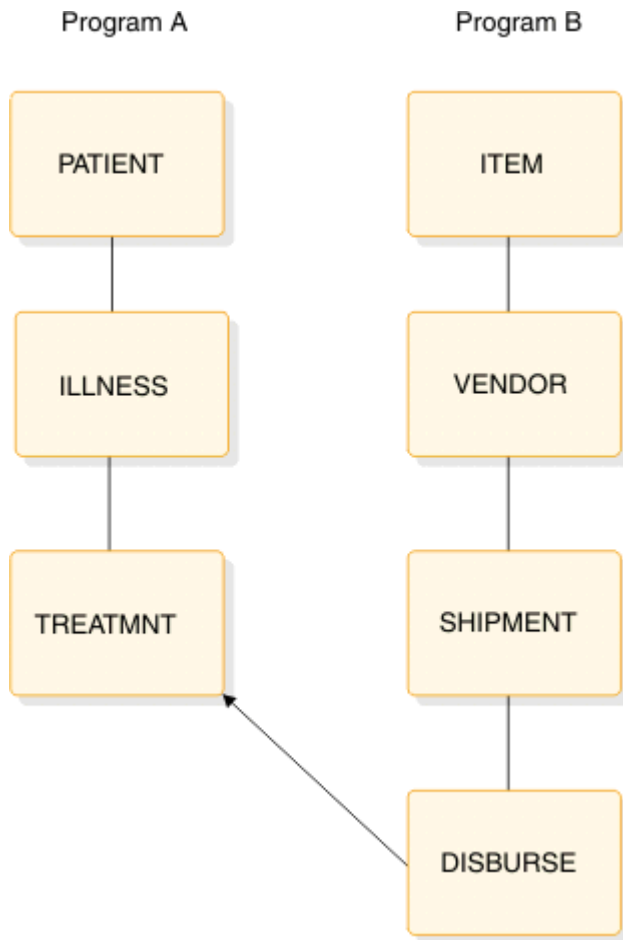 Program A
Program B
PATIENT
ITEM
ILLNESS
VENDOR
TREATMNT
SHIPMENT
DISBURSE